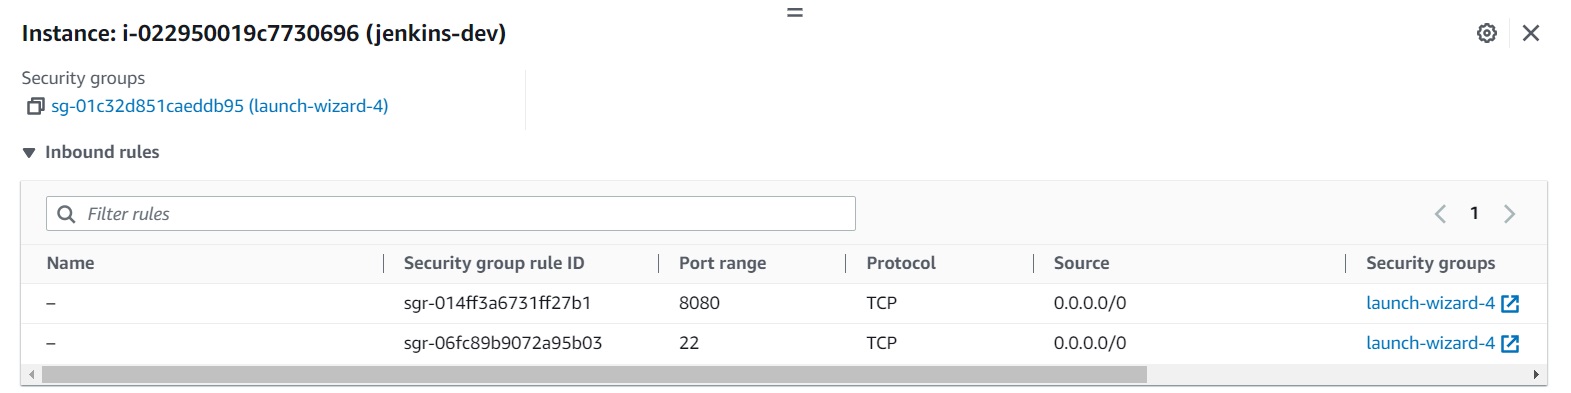 Instance: i-022950019c7730696 (jenkins-dev)
Security groups
sg-01c32d851caeddb95 (launch-wizard-4)
Inbound rules
Filter rules
1
Name Security group rule ID Port range Protocol Source Security groups
– sgr-014ff3a6731ff27b1 8080 TCP 0.0.0.0/0 launch-wizard-4
– sgr-06fc89b9072a95b03 22 TCP 0.0.0.0/0 launch-wizard-4